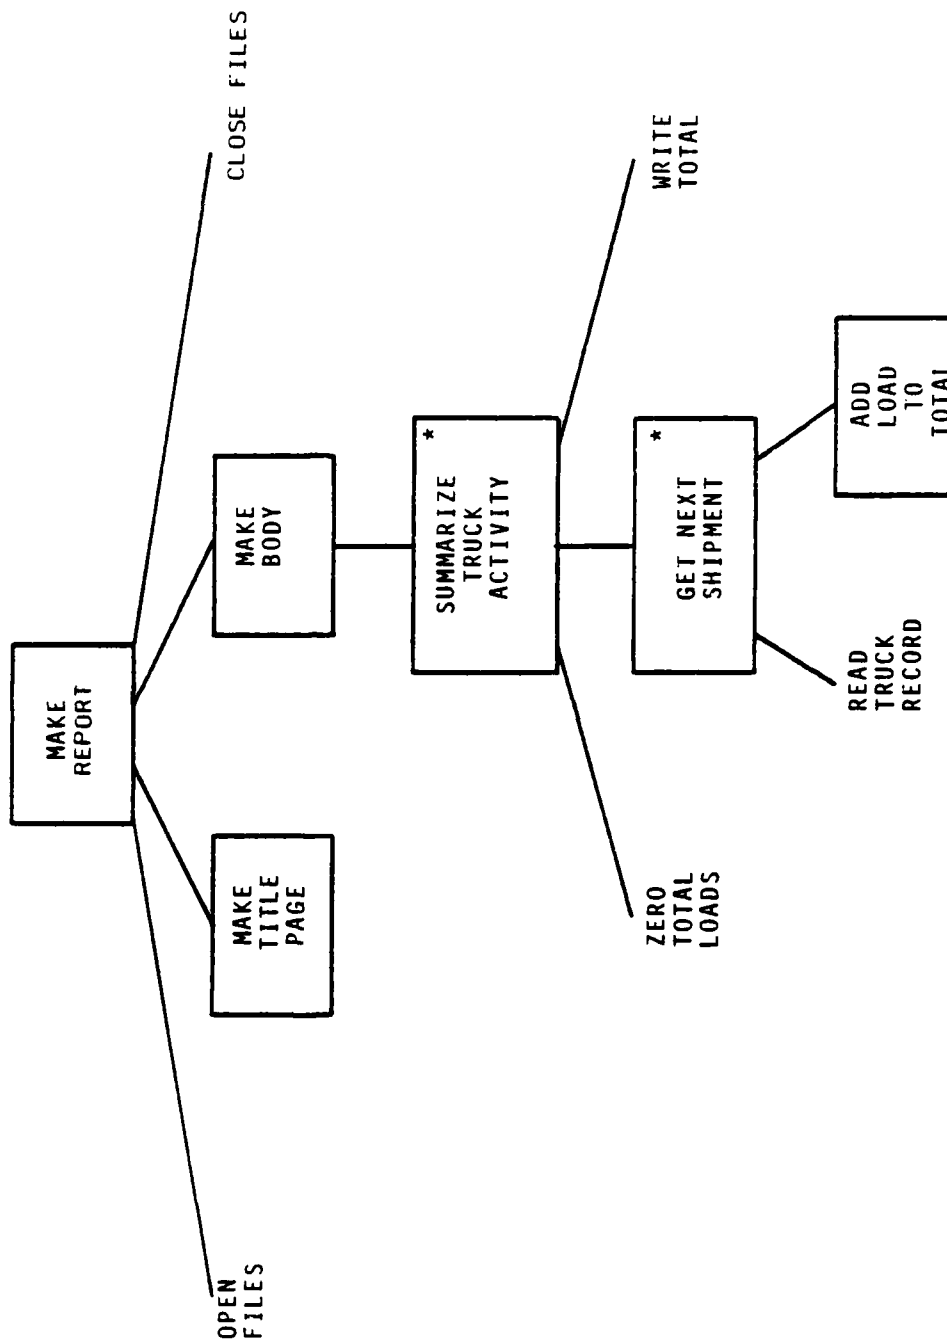 MAKE
REPORT
OPEN
FILES
MAKE
TITLE
PAGE
MAKE
BODY
CLOSE FILES
SUMMARIZE
TRUCK
ACTIVITY
*
ZERO
TOTAL
LOADS
GET NEXT
SHIPMENT
*
WRITE
TOTAL
READ
TRUCK
RECORD
ADD
LOAD
TO
TOTAL